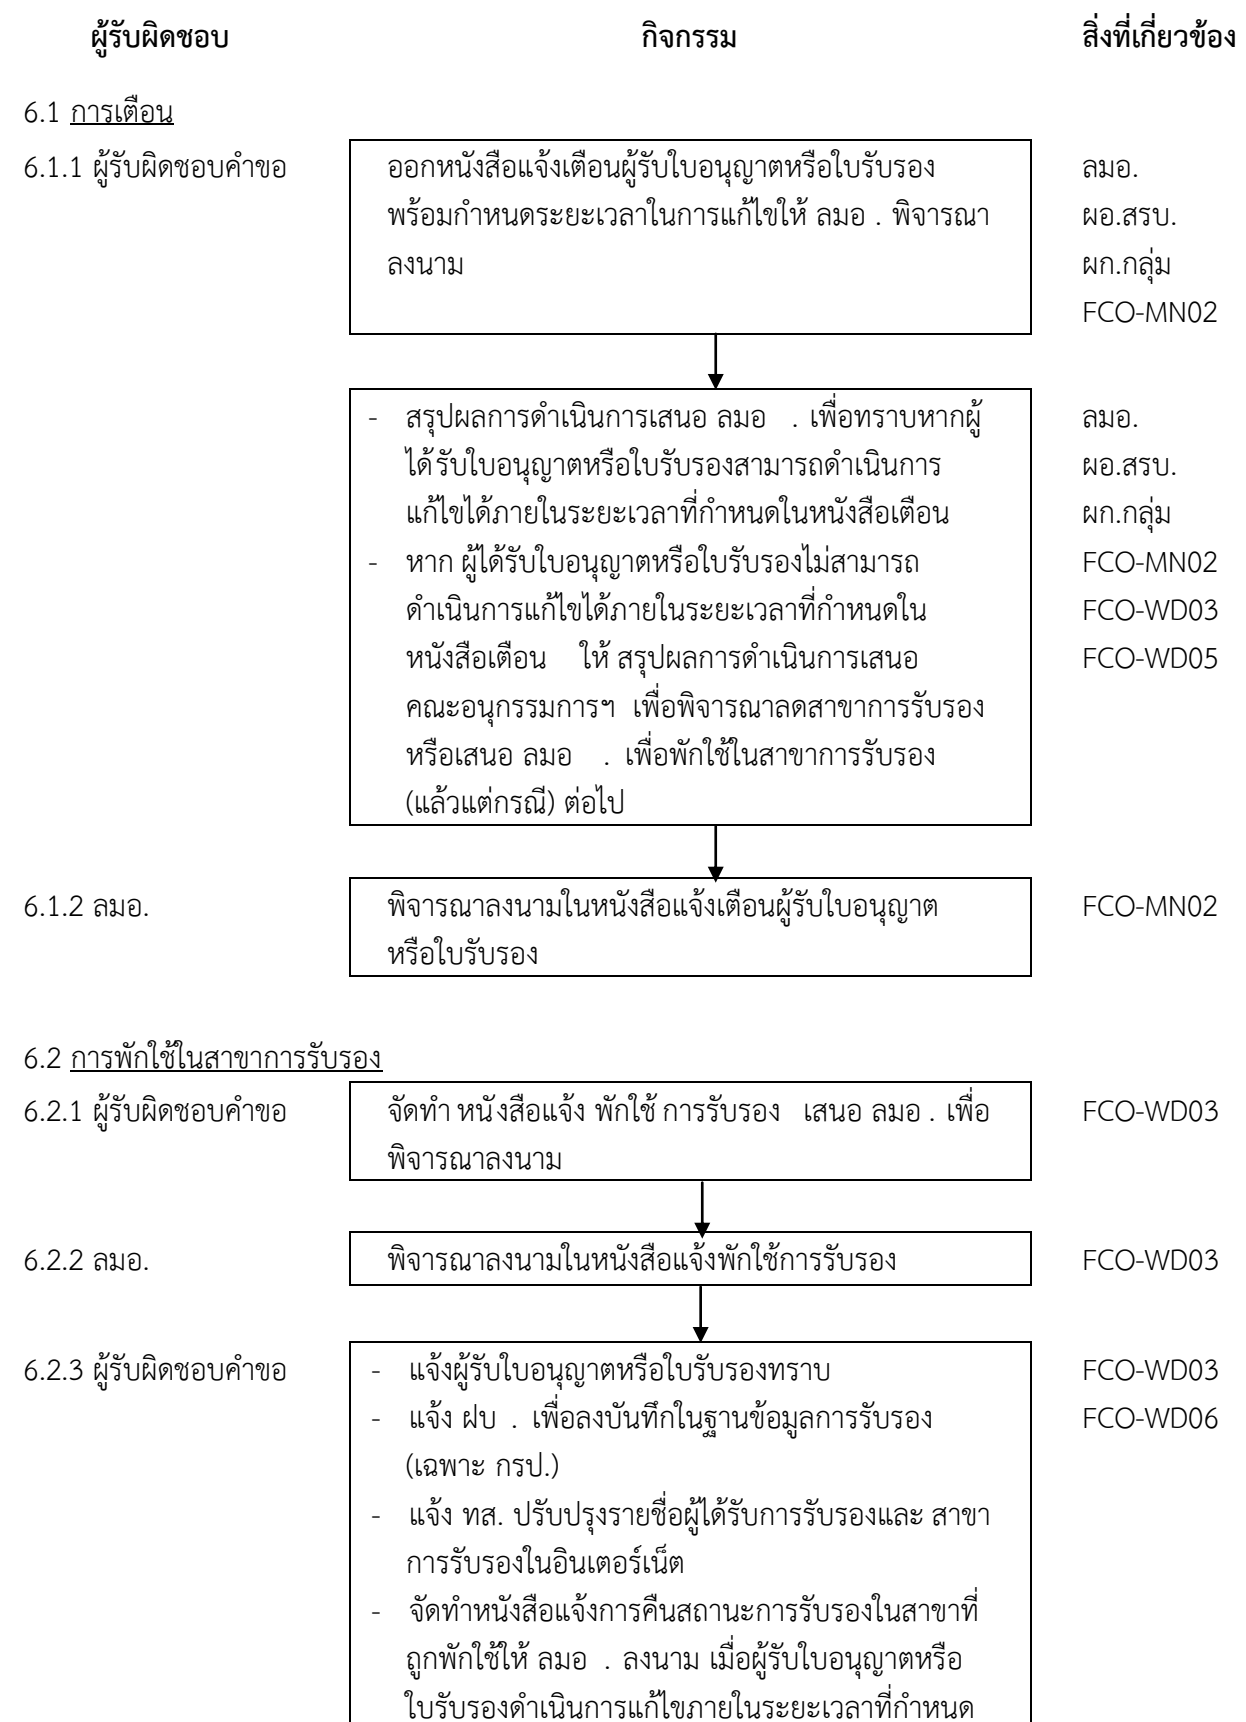 ผู้รับผิดชอบ กิจกรรม สิ่งที่เกี่ยวข้อง
6.1 การเตือน
6.1.1 ผู้รับผิดชอบคำขอ ออกหนังสือแจ้งเตือนผู้รับใบอนุญาตหรือใบรับรอง ลมอ.
พร้อมกำหนดระยะเวลาในการแก้ไขให้ ลมอ . พิจารณา ผอ.สรบ.
ลงนาม ผก.กลุ่ม
FCO-MN02
- สรุปผลการดำเนินการเสนอ ลมอ . เพื่อทราบหากผู้ ลมอ.
ได้รับใบอนุญาตหรือใบรับรองสามารถดำเนินการ ผอ.สรบ.
แก้ไขได้ภายในระยะเวลาที่กำหนดในหนังสือเตือน ผก.กลุ่ม
- หาก ผู้ได้รับใบอนุญาตหรือใบรับรองไม่สามารถ FCO-MN02
ดำเนินการแก้ไขได้ภายในระยะเวลาที่กำหนดใน FCO-WD03
หนังสือเตือน ให้ สรุปผลการดำเนินการเสนอ FCO-WD05
คณะอนุกรรมการฯ เพื่อพิจารณาลดสาขาการรับรอง
หรือเสนอ ลมอ . เพื่อพักใช้ในสาขาการรับรอง
(แล้วแต่กรณี) ต่อไป
6.1.2 ลมอ. พิจารณาลงนามในหนังสือแจ้งเตือนผู้รับใบอนุญาต FCO-MN02
หรือใบรับรอง
6.2 การพักใช้ในสาขาการรับรอง
6.2.1 ผู้รับผิดชอบคำขอ จัดทำ หนังสือแจ้ง พักใช้ การรับรอง เสนอ ลมอ . เพื่อ FCO-WD03
พิจารณาลงนาม
6.2.2 ลมอ. พิจารณาลงนามในหนังสือแจ้งพักใช้การรับรอง FCO-WD03
6.2.3 ผู้รับผิดชอบคำขอ - แจ้งผู้รับใบอนุญาตหรือใบรับรองทราบ FCO-WD03
- แจ้ง ฝบ . เพื่อลงบันทึกในฐานข้อมูลการรับรอง FCO-WD06
(เฉพาะ กรป.)
- แจ้ง ทส. ปรับปรุงรายชื่อผู้ได้รับการรับรองและ สาขา
การรับรองในอินเตอร์เน็ต
- จัดทำหนังสือแจ้งการคืนสถานะการรับรองในสาขาที่
ถูกพักใช้ให้ ลมอ . ลงนาม เมื่อผู้รับใบอนุญาตหรือ
ใบรับรองดำเนินการแก้ไขภายในระยะเวลาที่กำหนด